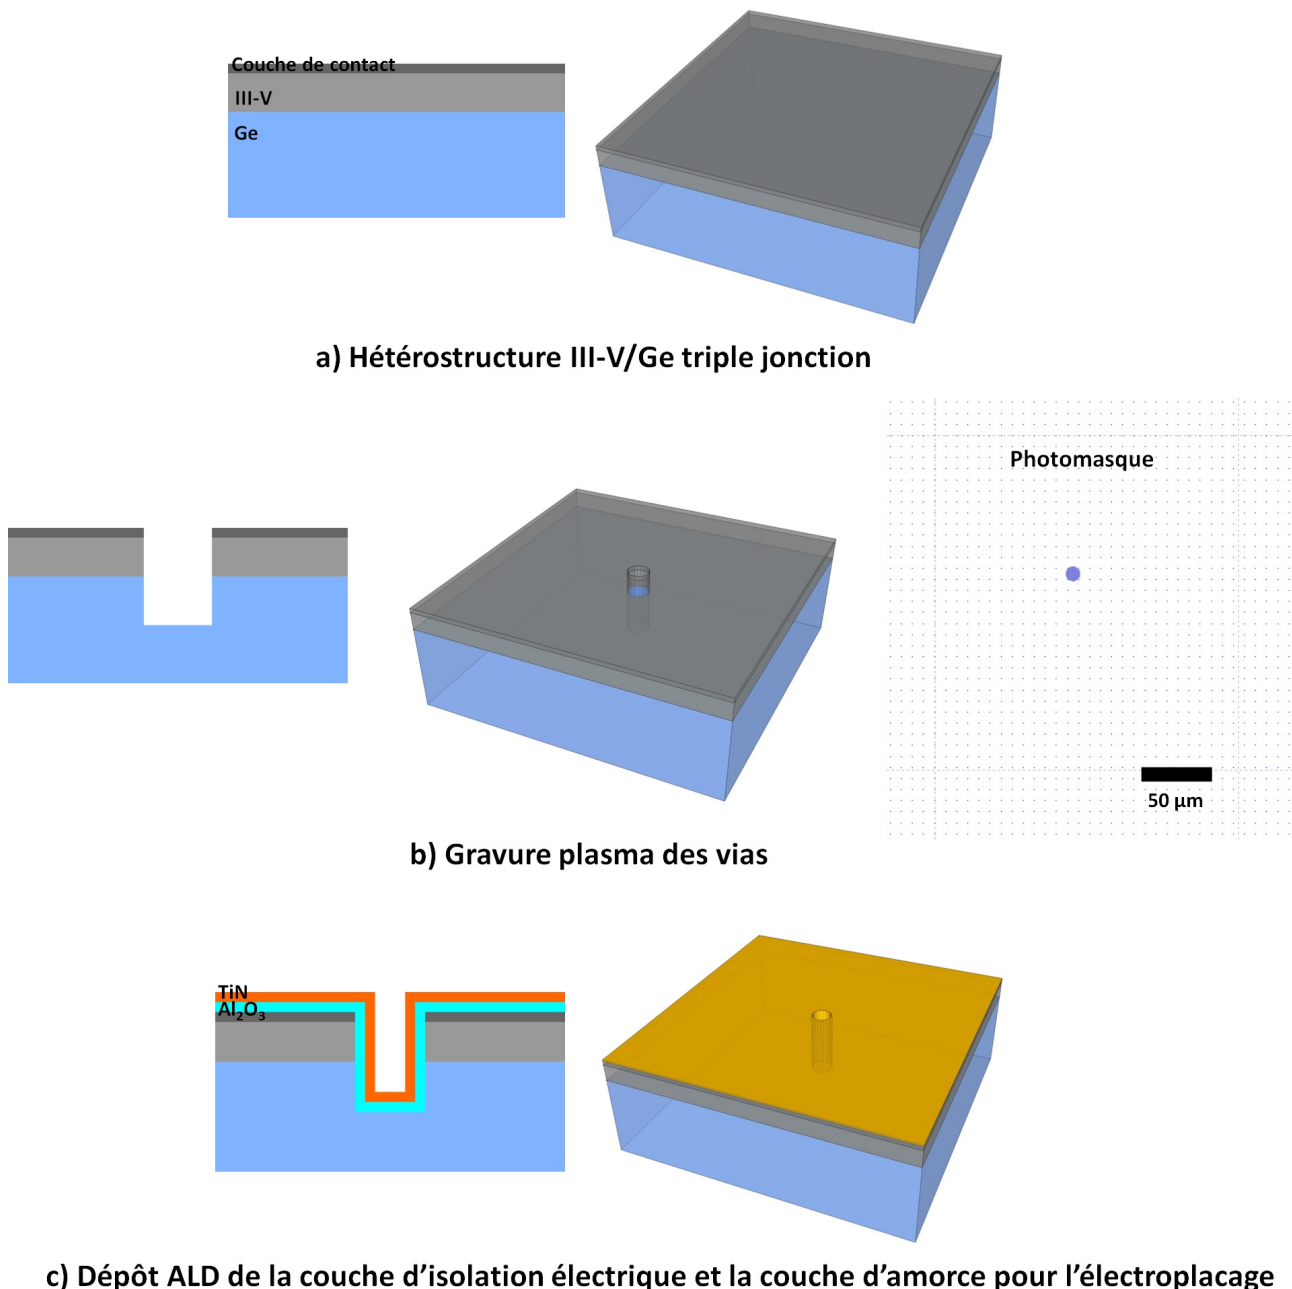 Couche de contact
III-V
Ge
a) Hétérostructure III-V/Ge triple jonction
Photomasque
50 µm
b) Gravure plasma des vias
TiN
Al₂O₃
c) Dépôt ALD de la couche d’isolation électrique et la couche d’amorce pour l’électroplacage